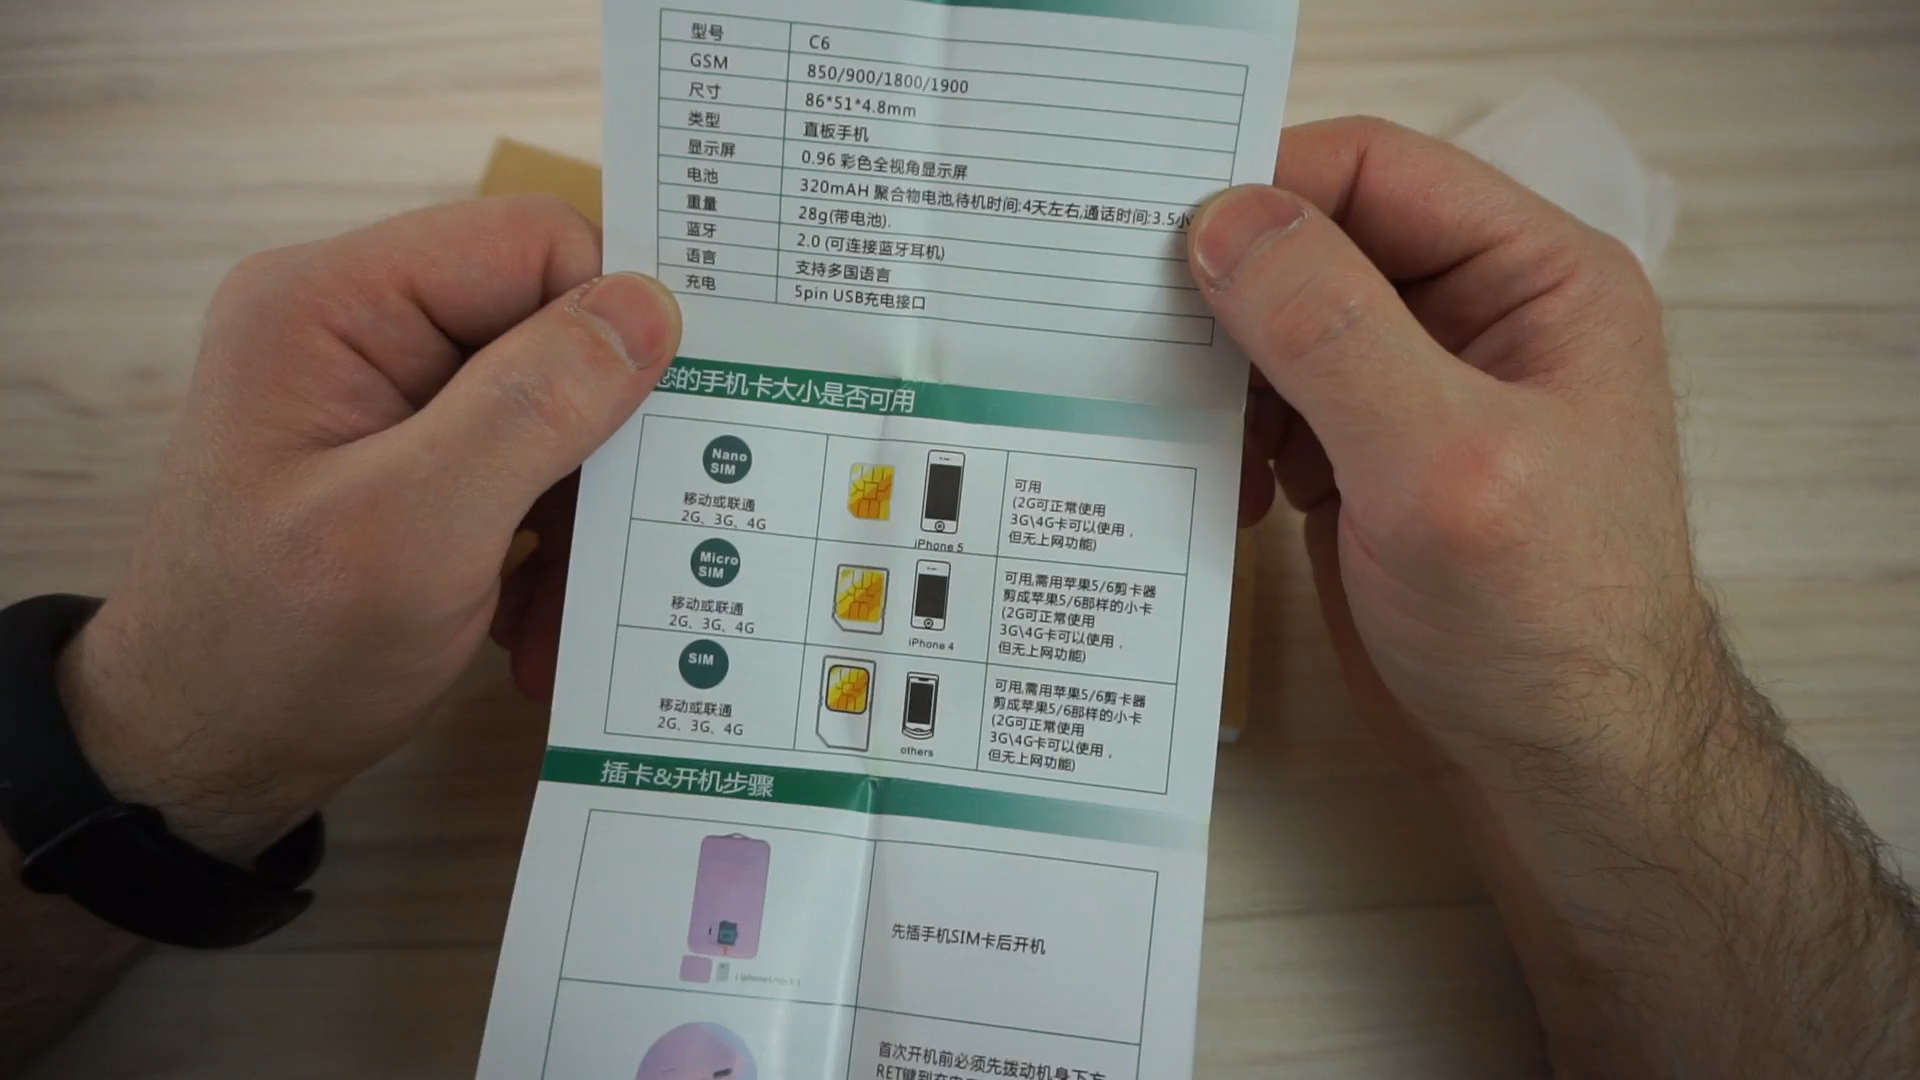 型号 C6
GSM 850/900/1800/1900
尺寸 86*51*4.8mm
类型 直板手机
显示屏 0.96 彩色全视角显示屏
电池 320mAH 聚合物电池,待机时间:4天左右,通话时间:3.5小
重量 28g(带电池).
蓝牙 2.0 (可连接蓝牙耳机)
语言 支持多国语言
充电 5pin USB充电接口
您的手机卡大小是否可用
Nano
SIM
移动或联通
2G、3G、4G
iPhone 5
可用
(2G可正常使用
3G\4G卡可以使用，
但无上网功能)
Micro
SIM
移动或联通
2G、3G、4G
iPhone 4
可用,需用苹果5/6剪卡器
剪成苹果5/6那样的小卡
(2G可正常使用
3G\4G卡可以使用，
但无上网功能)
SIM
移动或联通
2G、3G、4G
others
可用,需用苹果5/6剪卡器
剪成苹果5/6那样的小卡
(2G可正常使用
3G\4G卡可以使用，
但无上网功能)
插卡&开机步骤
先插手机SIM卡后开机
首次开机前必须先拨动机身下方
RET键到充电